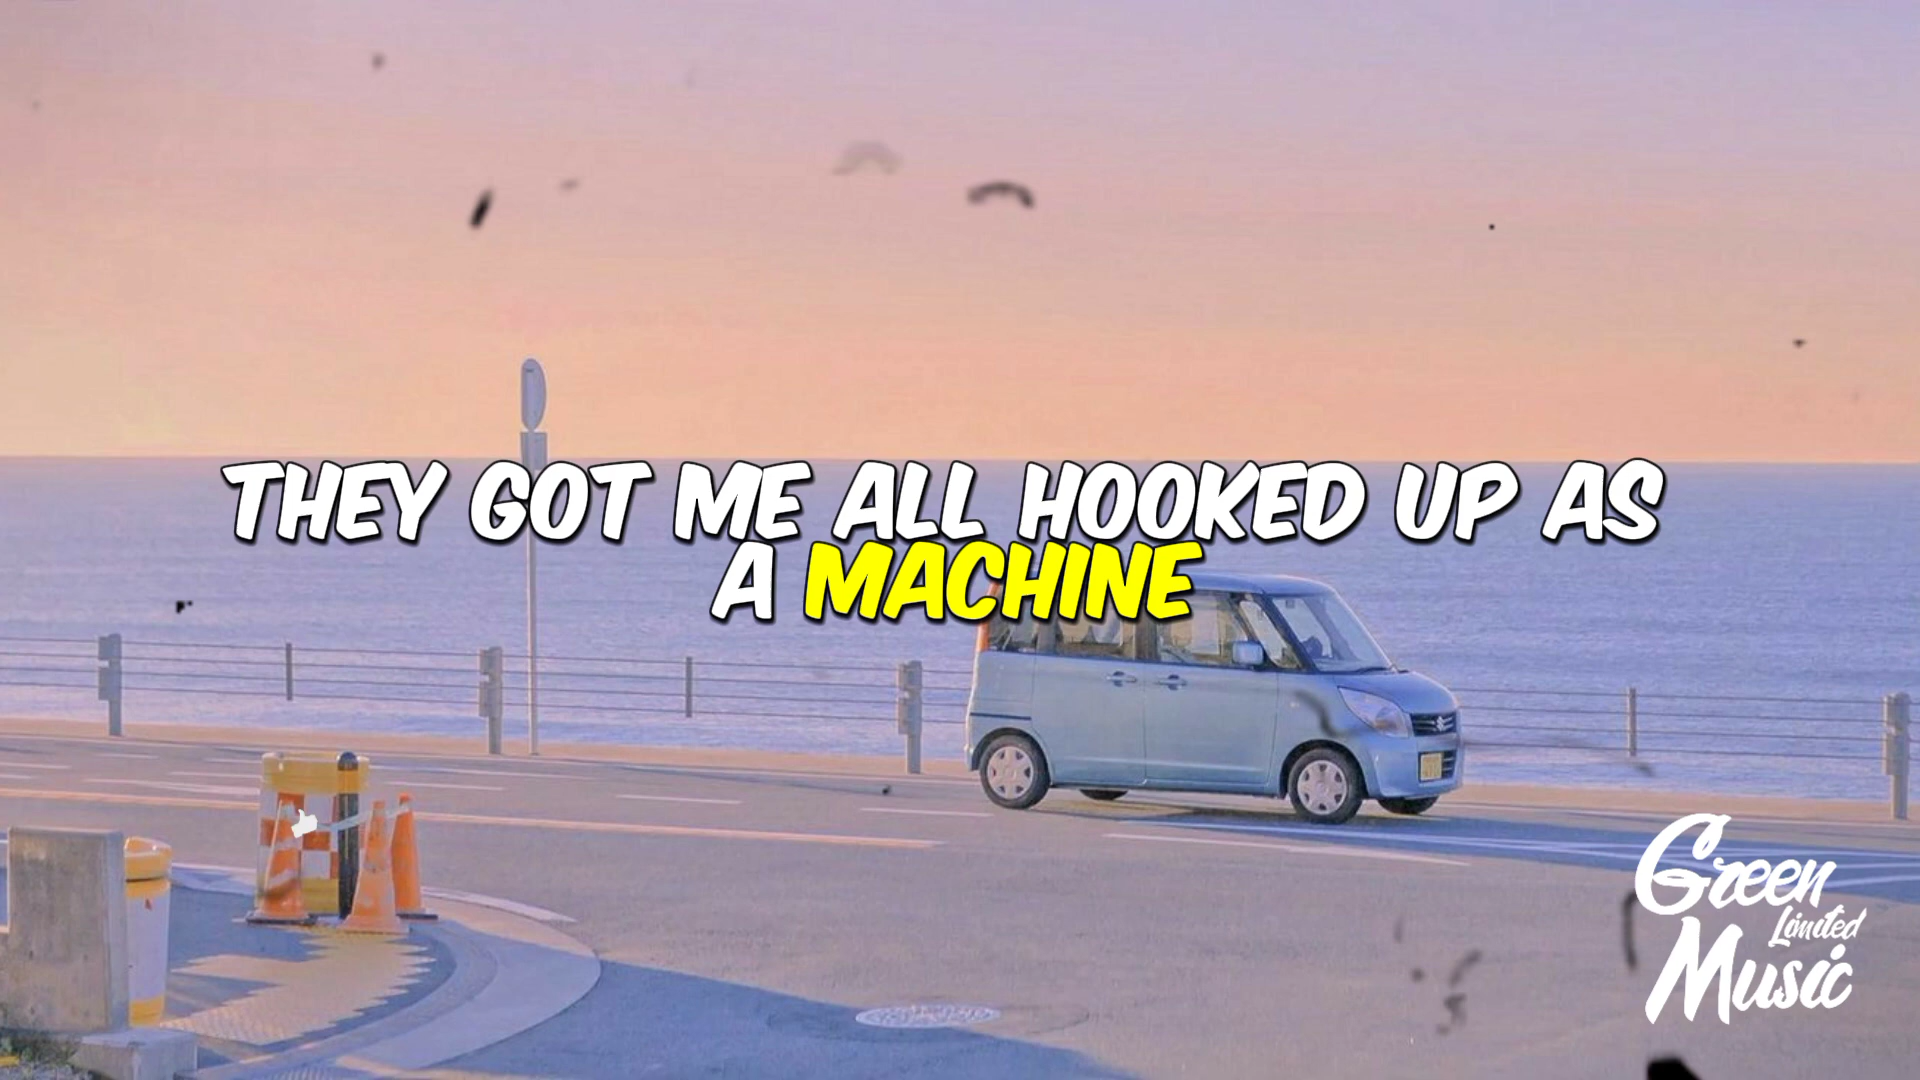 THEY GOT ME ALL HOOKED UP AS
A MACHINE
Green
Limited
Music